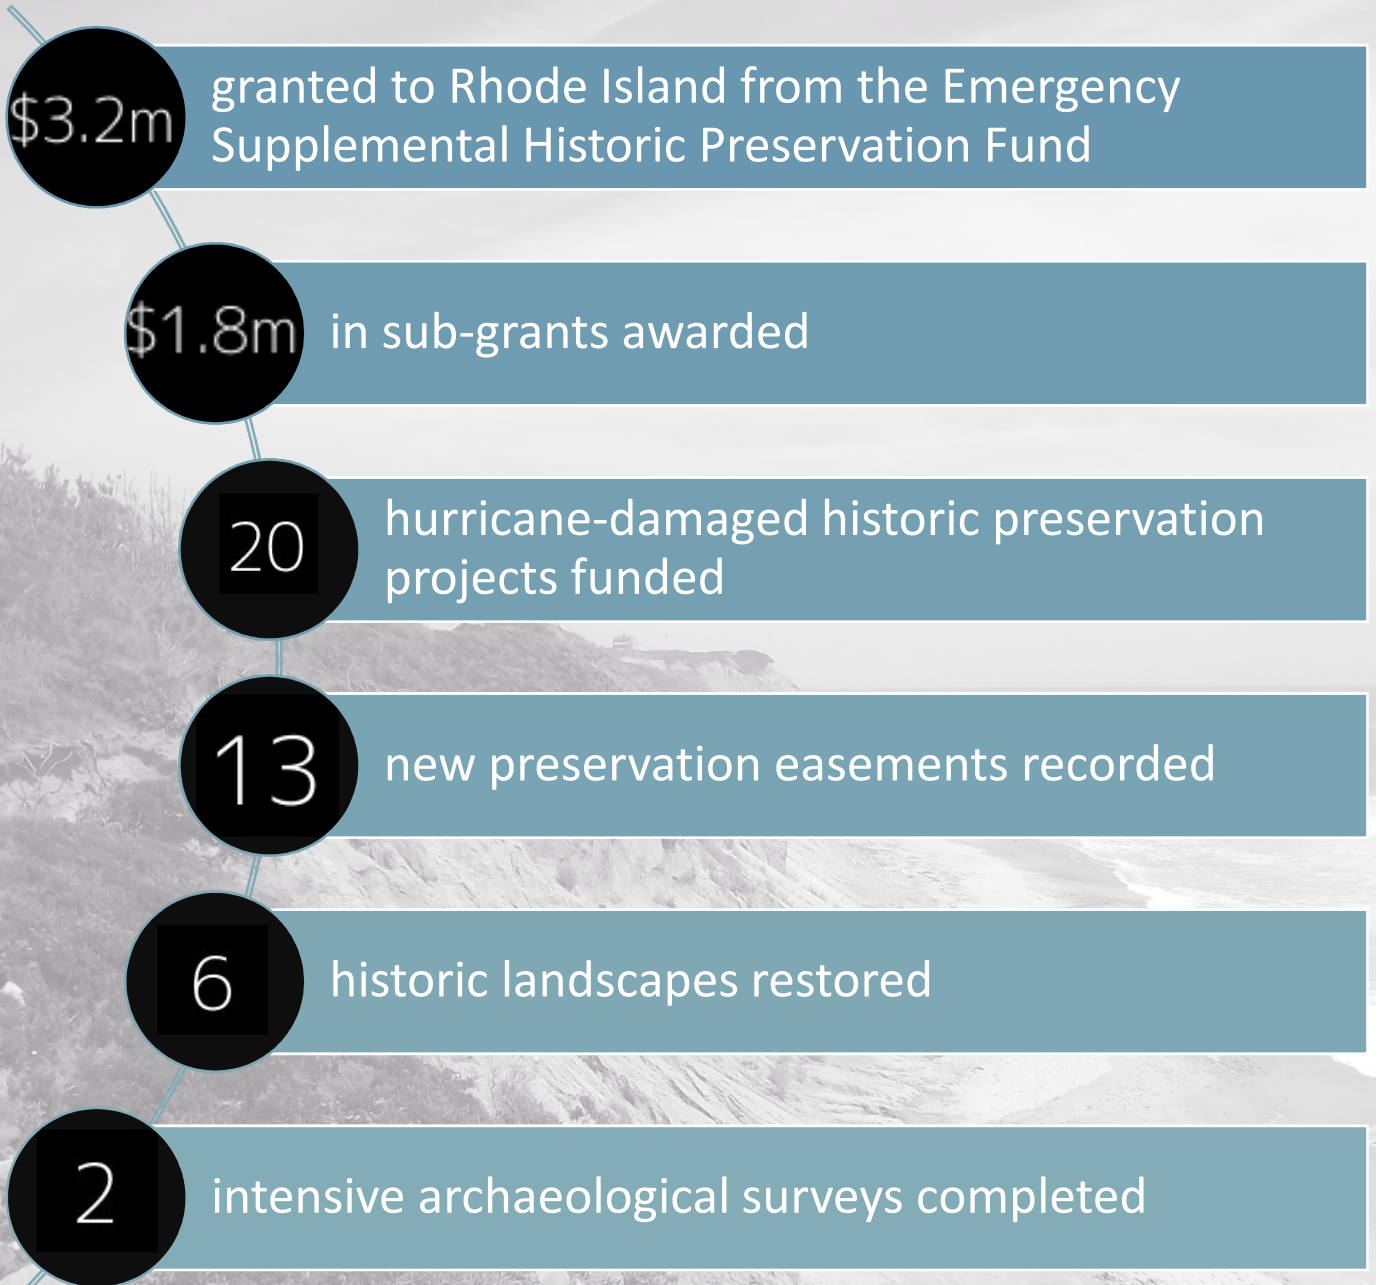 $3.2m
granted to Rhode Island from the Emergency
Supplemental Historic Preservation Fund
$1.8m
in sub-grants awarded
20
hurricane-damaged historic preservation
projects funded
13
new preservation easements recorded
6
historic landscapes restored
2
intensive archaeological surveys completed